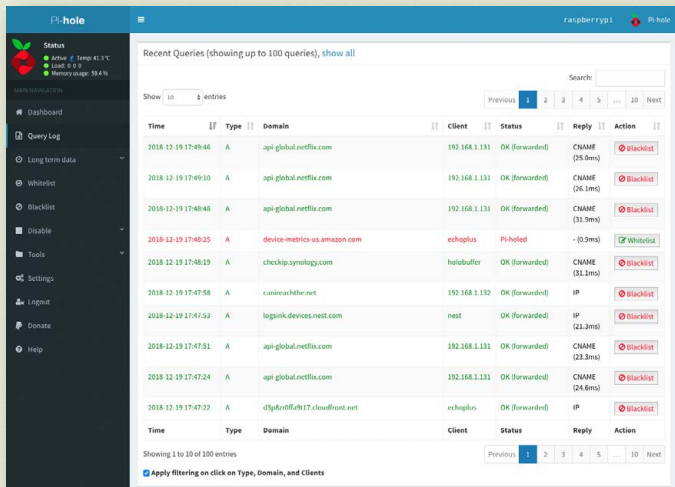 Pi-hole
raspberrypi
Pi-hole
Status
Active Temp: 41.3 °C
Load: 0 0 0
Memory usage: 59.4 %
MAIN NAVIGATION
Dashboard
Query Log
Long term data
Whitelist
Blacklist
Disable
Tools
Settings
Logout
Donate
Help
Recent Queries (showing up to 100 queries), show all
Search:
Show 10 entries
Previous 1 2 3 4 5 ... 10 Next
Time Type Domain Client Status Reply Action
2018-12-19 17:49:46 A api-global.netflix.com 192.168.1.131 OK (forwarded) CNAME Blacklist
(25.0ms)
2018-12-19 17:49:10 A api-global.netflix.com 192.168.1.131 OK (forwarded) CNAME Blacklist
(26.1ms)
2018-12-19 17:48:48 A api-global.netflix.com 192.168.1.131 OK (forwarded) CNAME Blacklist
(31.9ms)
2018-12-19 17:48:25 A device-metrics-us.amazon.com echoplus Pi-holed - (0.9ms) Whitelist
2018-12-19 17:48:19 A checkip.synology.com holobuffer OK (forwarded) CNAME Blacklist
(31.1ms)
2018-12-19 17:47:58 A canireachthe.net 192.168.1.132 OK (forwarded) IP Blacklist
2018-12-19 17:47:53 A logsink.devices.nest.com nest OK (forwarded) IP Blacklist
(21.3ms)
2018-12-19 17:47:51 A api-global.netflix.com 192.168.1.131 OK (forwarded) CNAME Blacklist
(23.3ms)
2018-12-19 17:47:24 A api-global.netflix.com 192.168.1.131 OK (forwarded) CNAME Blacklist
(24.6ms)
2018-12-19 17:47:22 A d3p8zr0ffa9t17.cloudfront.net echoplus OK (forwarded) IP Blacklist
Time Type Domain Client Status Reply Action
Showing 1 to 10 of 100 entries
Previous 1 2 3 4 5 ... 10 Next
Apply filtering on click on Type, Domain, and Clients